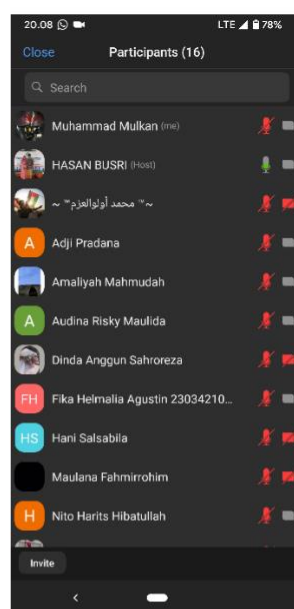 20.08 LTE 78%
Close Participants (16)
Search
Muhammad Mulkan (me)
HASAN BUSRI (Host)
~™ محمد أولوالعزم™ ~
A Adji Pradana
Amaliyah Mahmudah
A Audina Risky Maulida
Dinda Anggun Sahroreza
FH Fika Helmalia Agustin 23034210...
HS Hani Salsabila
Maulana Fahmirrohim
H Nito Harits Hibatullah
Invite